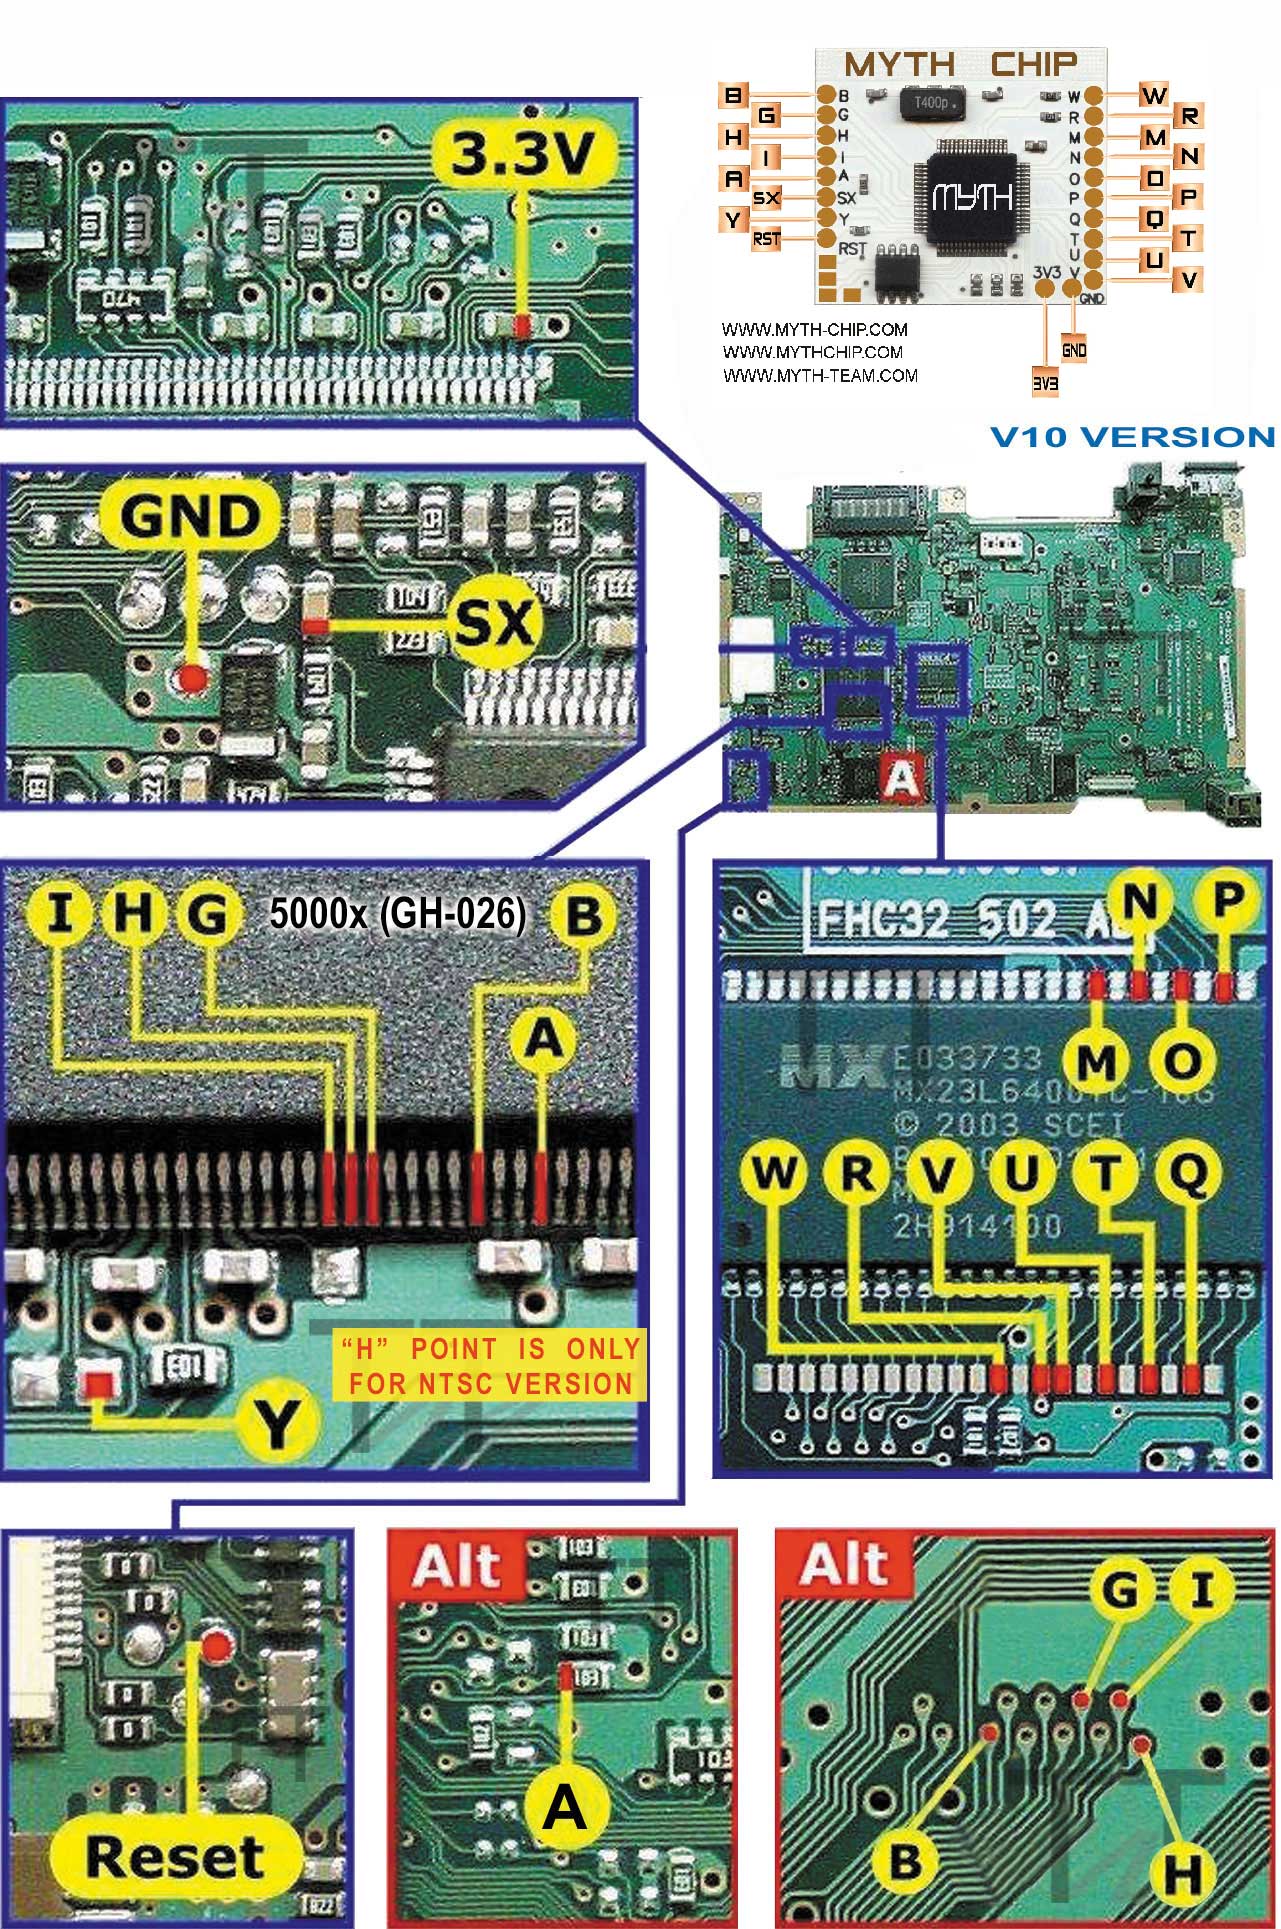 MYTH CHIP
T400p
MYTH
B
G
H
I
A
SX
Y
RST
B
G
H
i
A
SX
Y
RST
W
R
M
N
O
P
Q
T
U
V
GND
3V3
W
R
M
N
O
P
Q
T
U
V
GND
3V3
WWW.MYTH-CHIP.COM
WWW.MYTHCHIP.COM
WWW.MYTH-TEAM.COM
V10 VERSION
3.3V
GND
SX
A
I H G 5000x (GH-026) B
A
"H" POINT IS ONLY
FOR NTSC VERSION
Y
N P
FHC32 502
M O
MX E033733
© 2003 SCEI
W R V U T Q
2H914100
Reset
Alt
A
Alt
G I
B
H